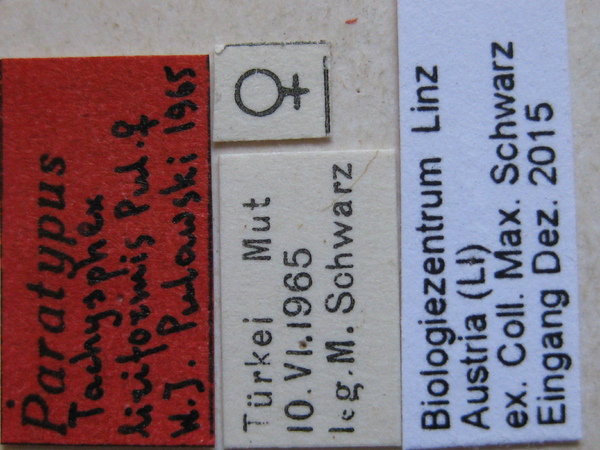 Paratypus
Tachysphex
liriformis Pul. ♀
W.J. Pulawski 1965
♀
Türkei Mut
10.VI.1965
leg. M. Schwarz
Biologiezentrum Linz
Austria (LI)
ex. Coll. Max. Schwarz
Eingang Dez. 2015